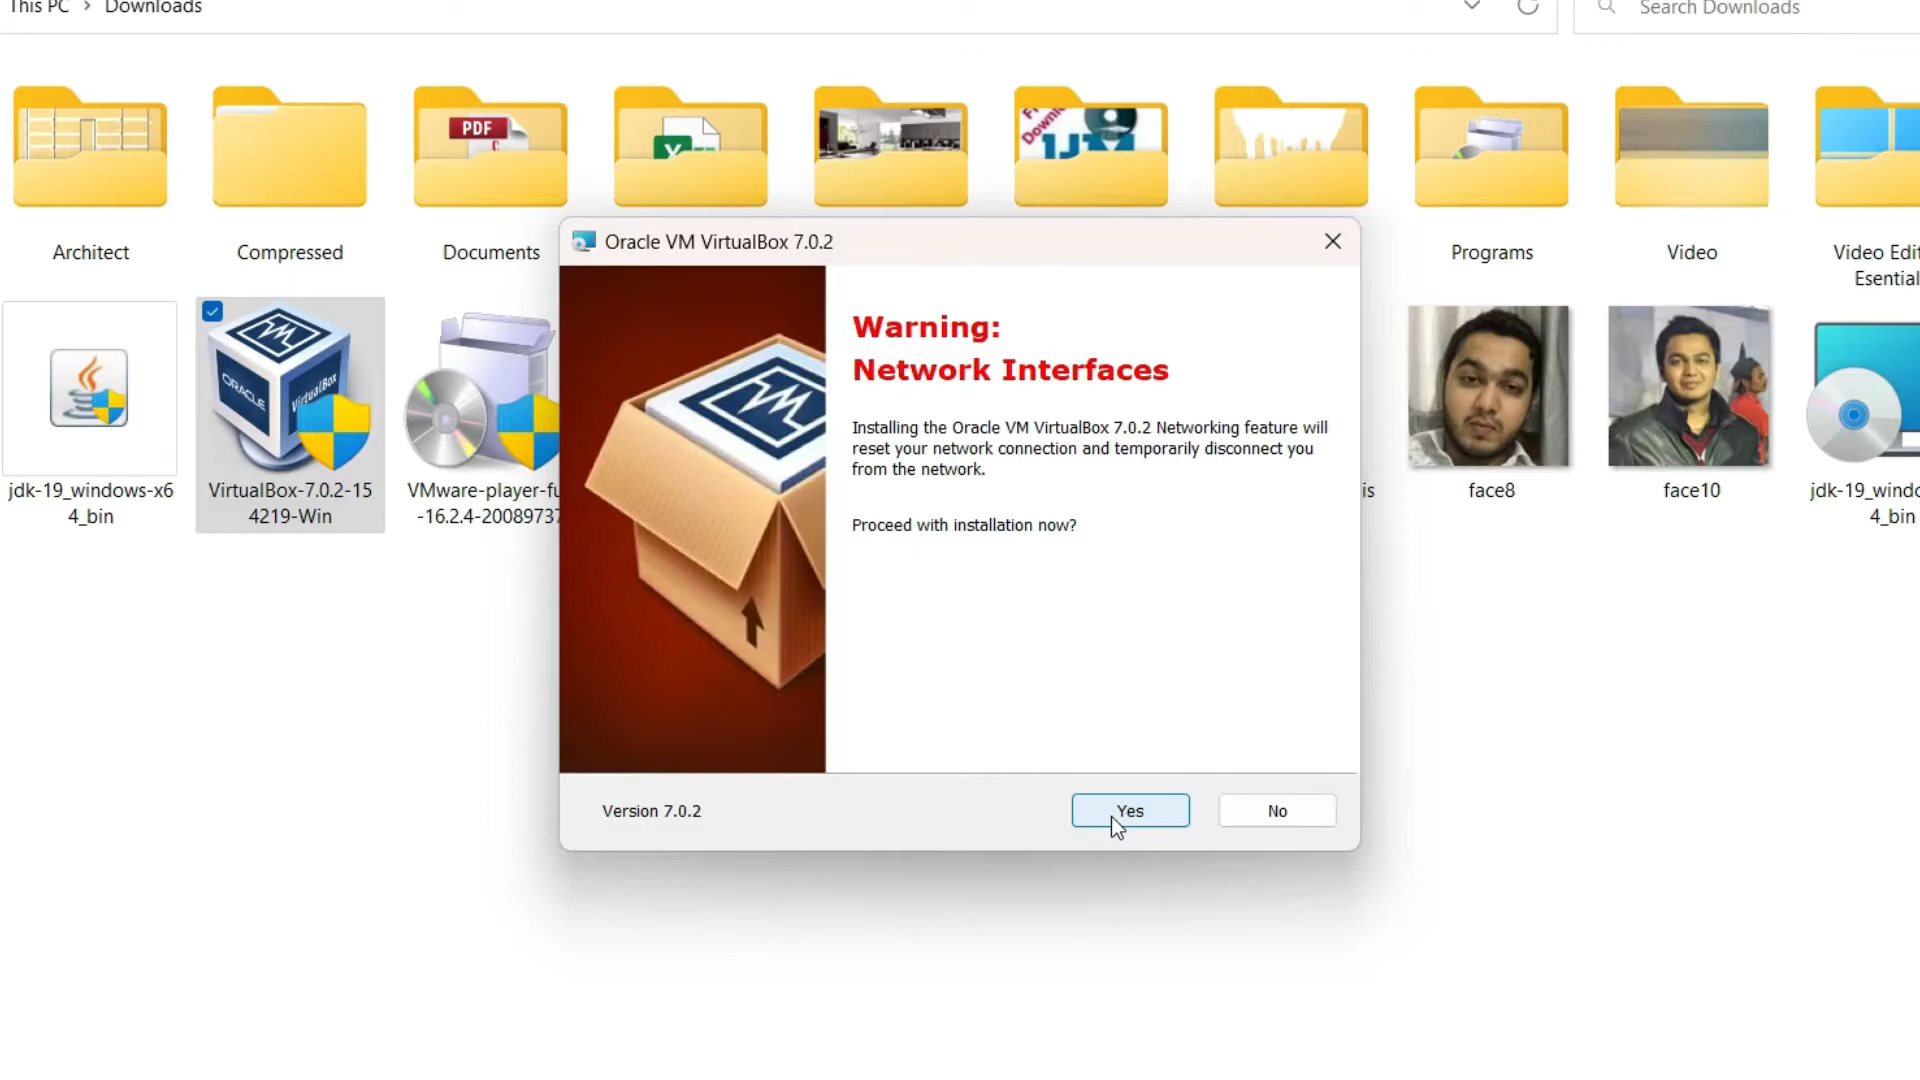 This PC > Downloads
Search Downloads
PDF
Architect
Compressed
Documents
Programs
Video
Video Edit
Esential
Oracle VM VirtualBox 7.0.2
Warning:
Network Interfaces
Installing the Oracle VM VirtualBox 7.0.2 Networking feature will
reset your network connection and temporarily disconnect you
from the network.
Proceed with installation now?
ORACLE
VirtualBox
jdk-19_windows-x6
4_bin
VirtualBox-7.0.2-15
4219-Win
VMware-player-fu
-16.2.4-20089737
is
face8
face10
jdk-19_windo
4_bin
Version 7.0.2
Yes
No